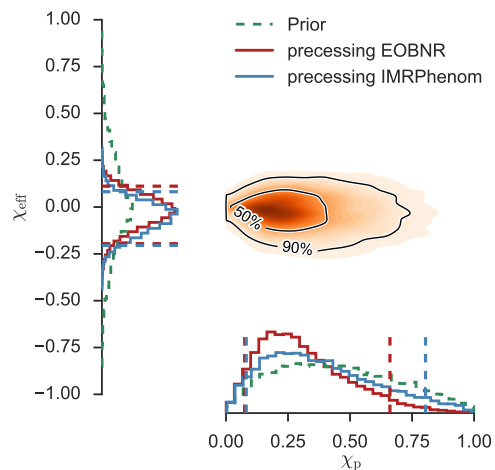 Prior
precessing EOBNR
precessing IMRPhenom
1.00
0.75
0.50
0.25
0.00
−0.25
−0.50
−0.75
−1.00
χeff
50%
90%
0.00 0.25 0.50 0.75 1.00
χp